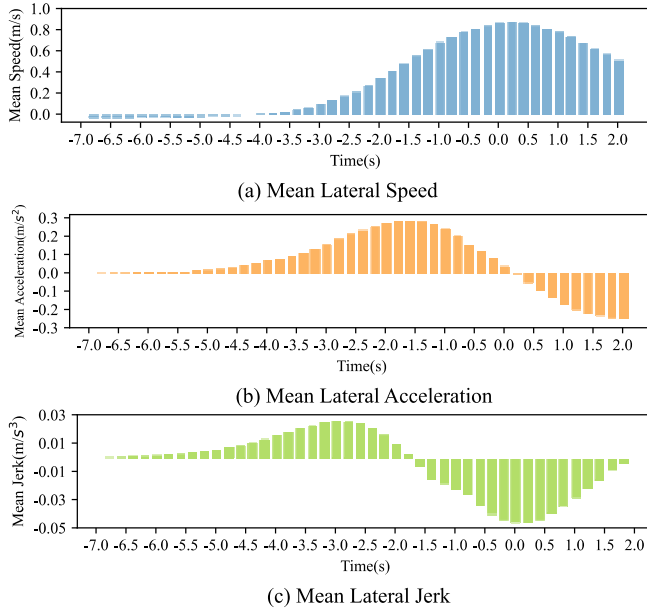 Mean Speed(m/s)
1.0
0.8
0.6
0.4
0.2
0.0
-7.0 -6.5 -6.0 -5.5 -5.0 -4.5 -4.0 -3.5 -3.0 -2.5 -2.0 -1.5 -1.0 -0.5 0.0 0.5 1.0 1.5 2.0
Time(s)
(a) Mean Lateral Speed
Mean Acceleration(m/s²)
0.3
0.2
0.1
0.0
-0.1
-0.2
-0.3
-7.0 -6.5 -6.0 -5.5 -5.0 -4.5 -4.0 -3.5 -3.0 -2.5 -2.0 -1.5 -1.0 -0.5 0.0 0.5 1.0 1.5 2.0
Time(s)
(b) Mean Lateral Acceleration
Mean Jerk(m/s³)
0.03
0.01
-0.01
-0.03
-0.05
-7.0 -6.5 -6.0 -5.5 -5.0 -4.5 -4.0 -3.5 -3.0 -2.5 -2.0 -1.5 -1.0 -0.5 0.0 0.5 1.0 1.5 2.0
Time(s)
(c) Mean Lateral Jerk